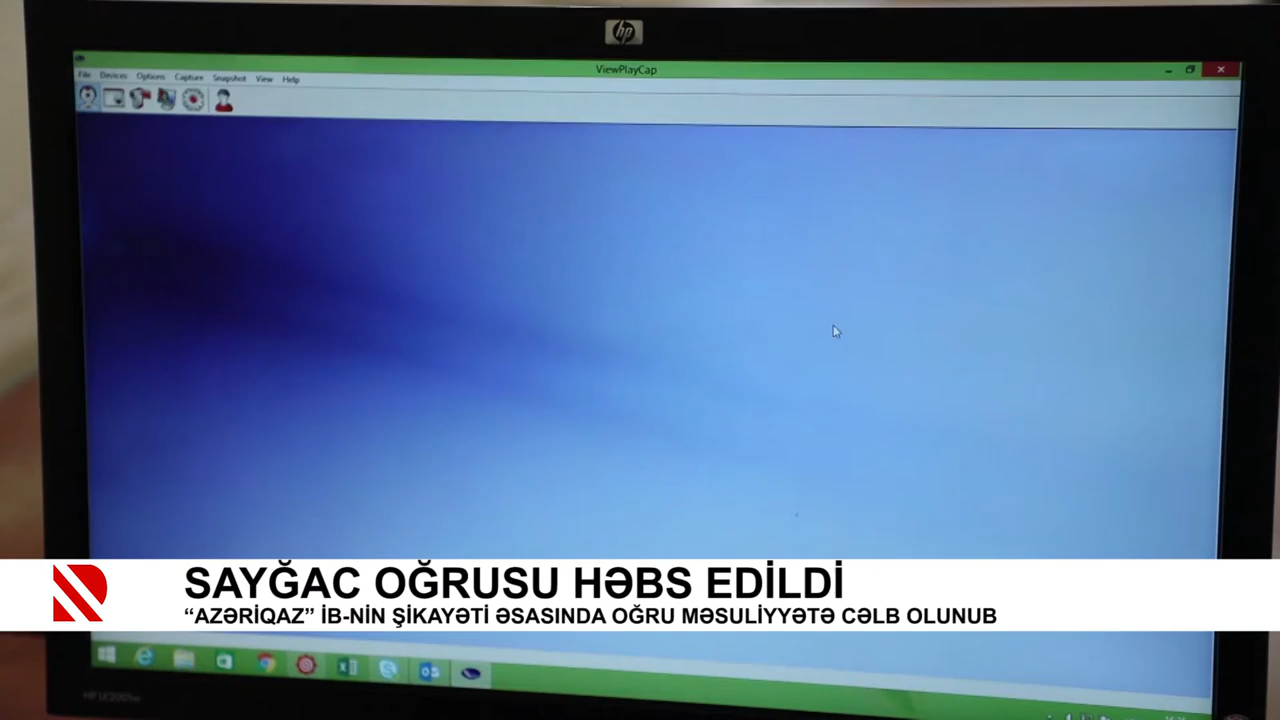 hp
ViewPlayCap
File Devices Options Capture Snapshot View Help
SAYĞAC OĞRUSU HƏBS EDİLDİ
“AZƏRİQAZ” İB-NİN ŞİKAYƏTİ ƏSASINDA OĞRU MƏSULİYYƏTƏ CƏLB OLUNUB